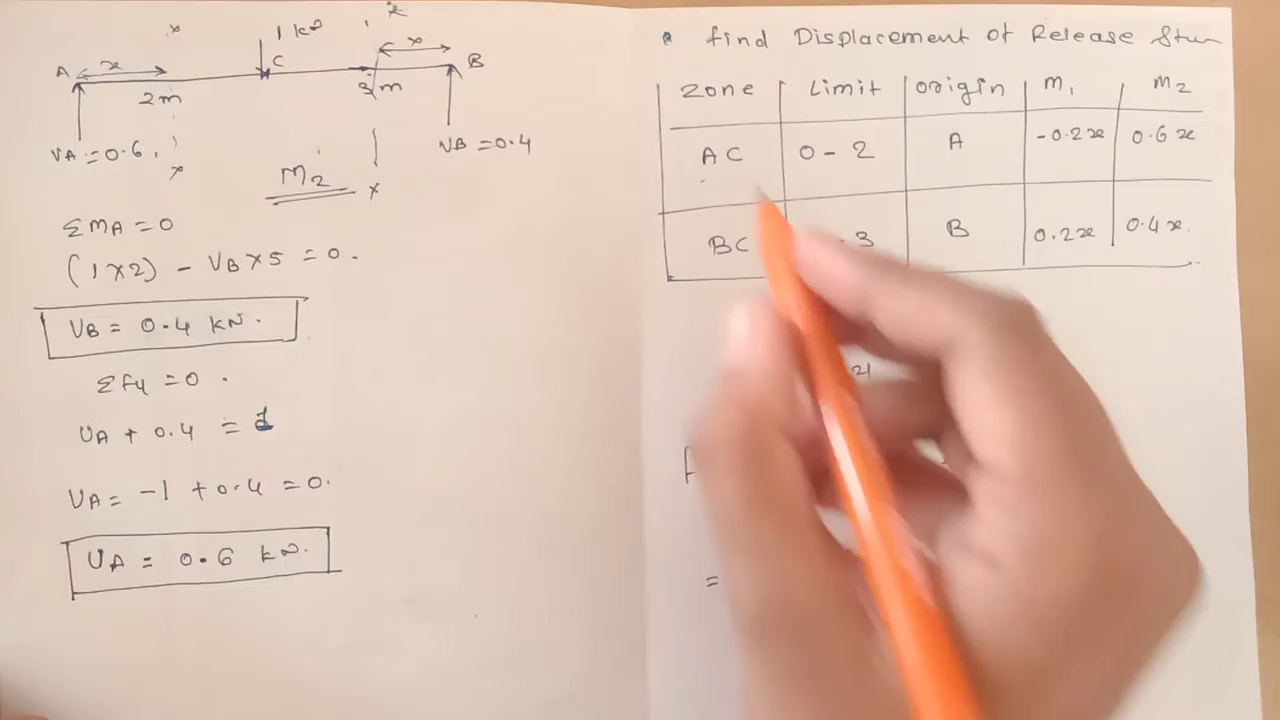 1 kN
x
x
A
x
C
x
B
2m
3m
VA = 0.6
x
M2
x
VB = 0.4
ΣMA = 0
(1 x 2) - VB x 5 = 0.
VB = 0.4 kN.
Σfy = 0.
VA + 0.4 = 1
VA = -1 + 0.4 = 0.
VA = 0.6 kN.
find Displacement of Release
Zone Limit origin m1 m2
AC 0 - 2 A -0.2x 0.6x
BC - 3 B 0.2x 0.4x.
21
=